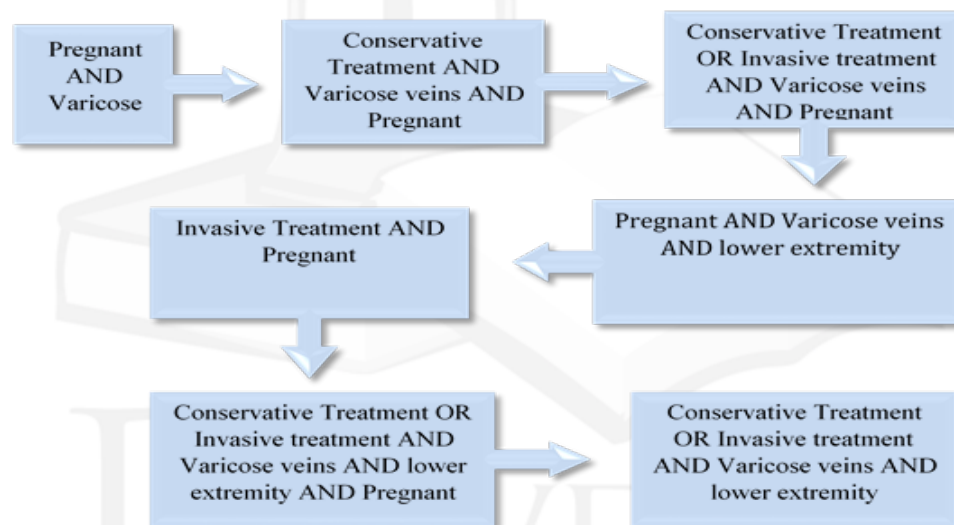 Pregnant
AND
Varicose
Conservative
Treatment AND
Varicose veins AND
Pregnant
Conservative Treatment
OR Invasive treatment
AND Varicose veins
AND Pregnant
Pregnant AND Varicose veins
AND lower extremity
Invasive Treatment AND
Pregnant
Conservative Treatment OR
Invasive treatment AND
Varicose veins AND lower
extremity AND Pregnant
Conservative Treatment
OR Invasive treatment
AND Varicose veins AND
lower extremity